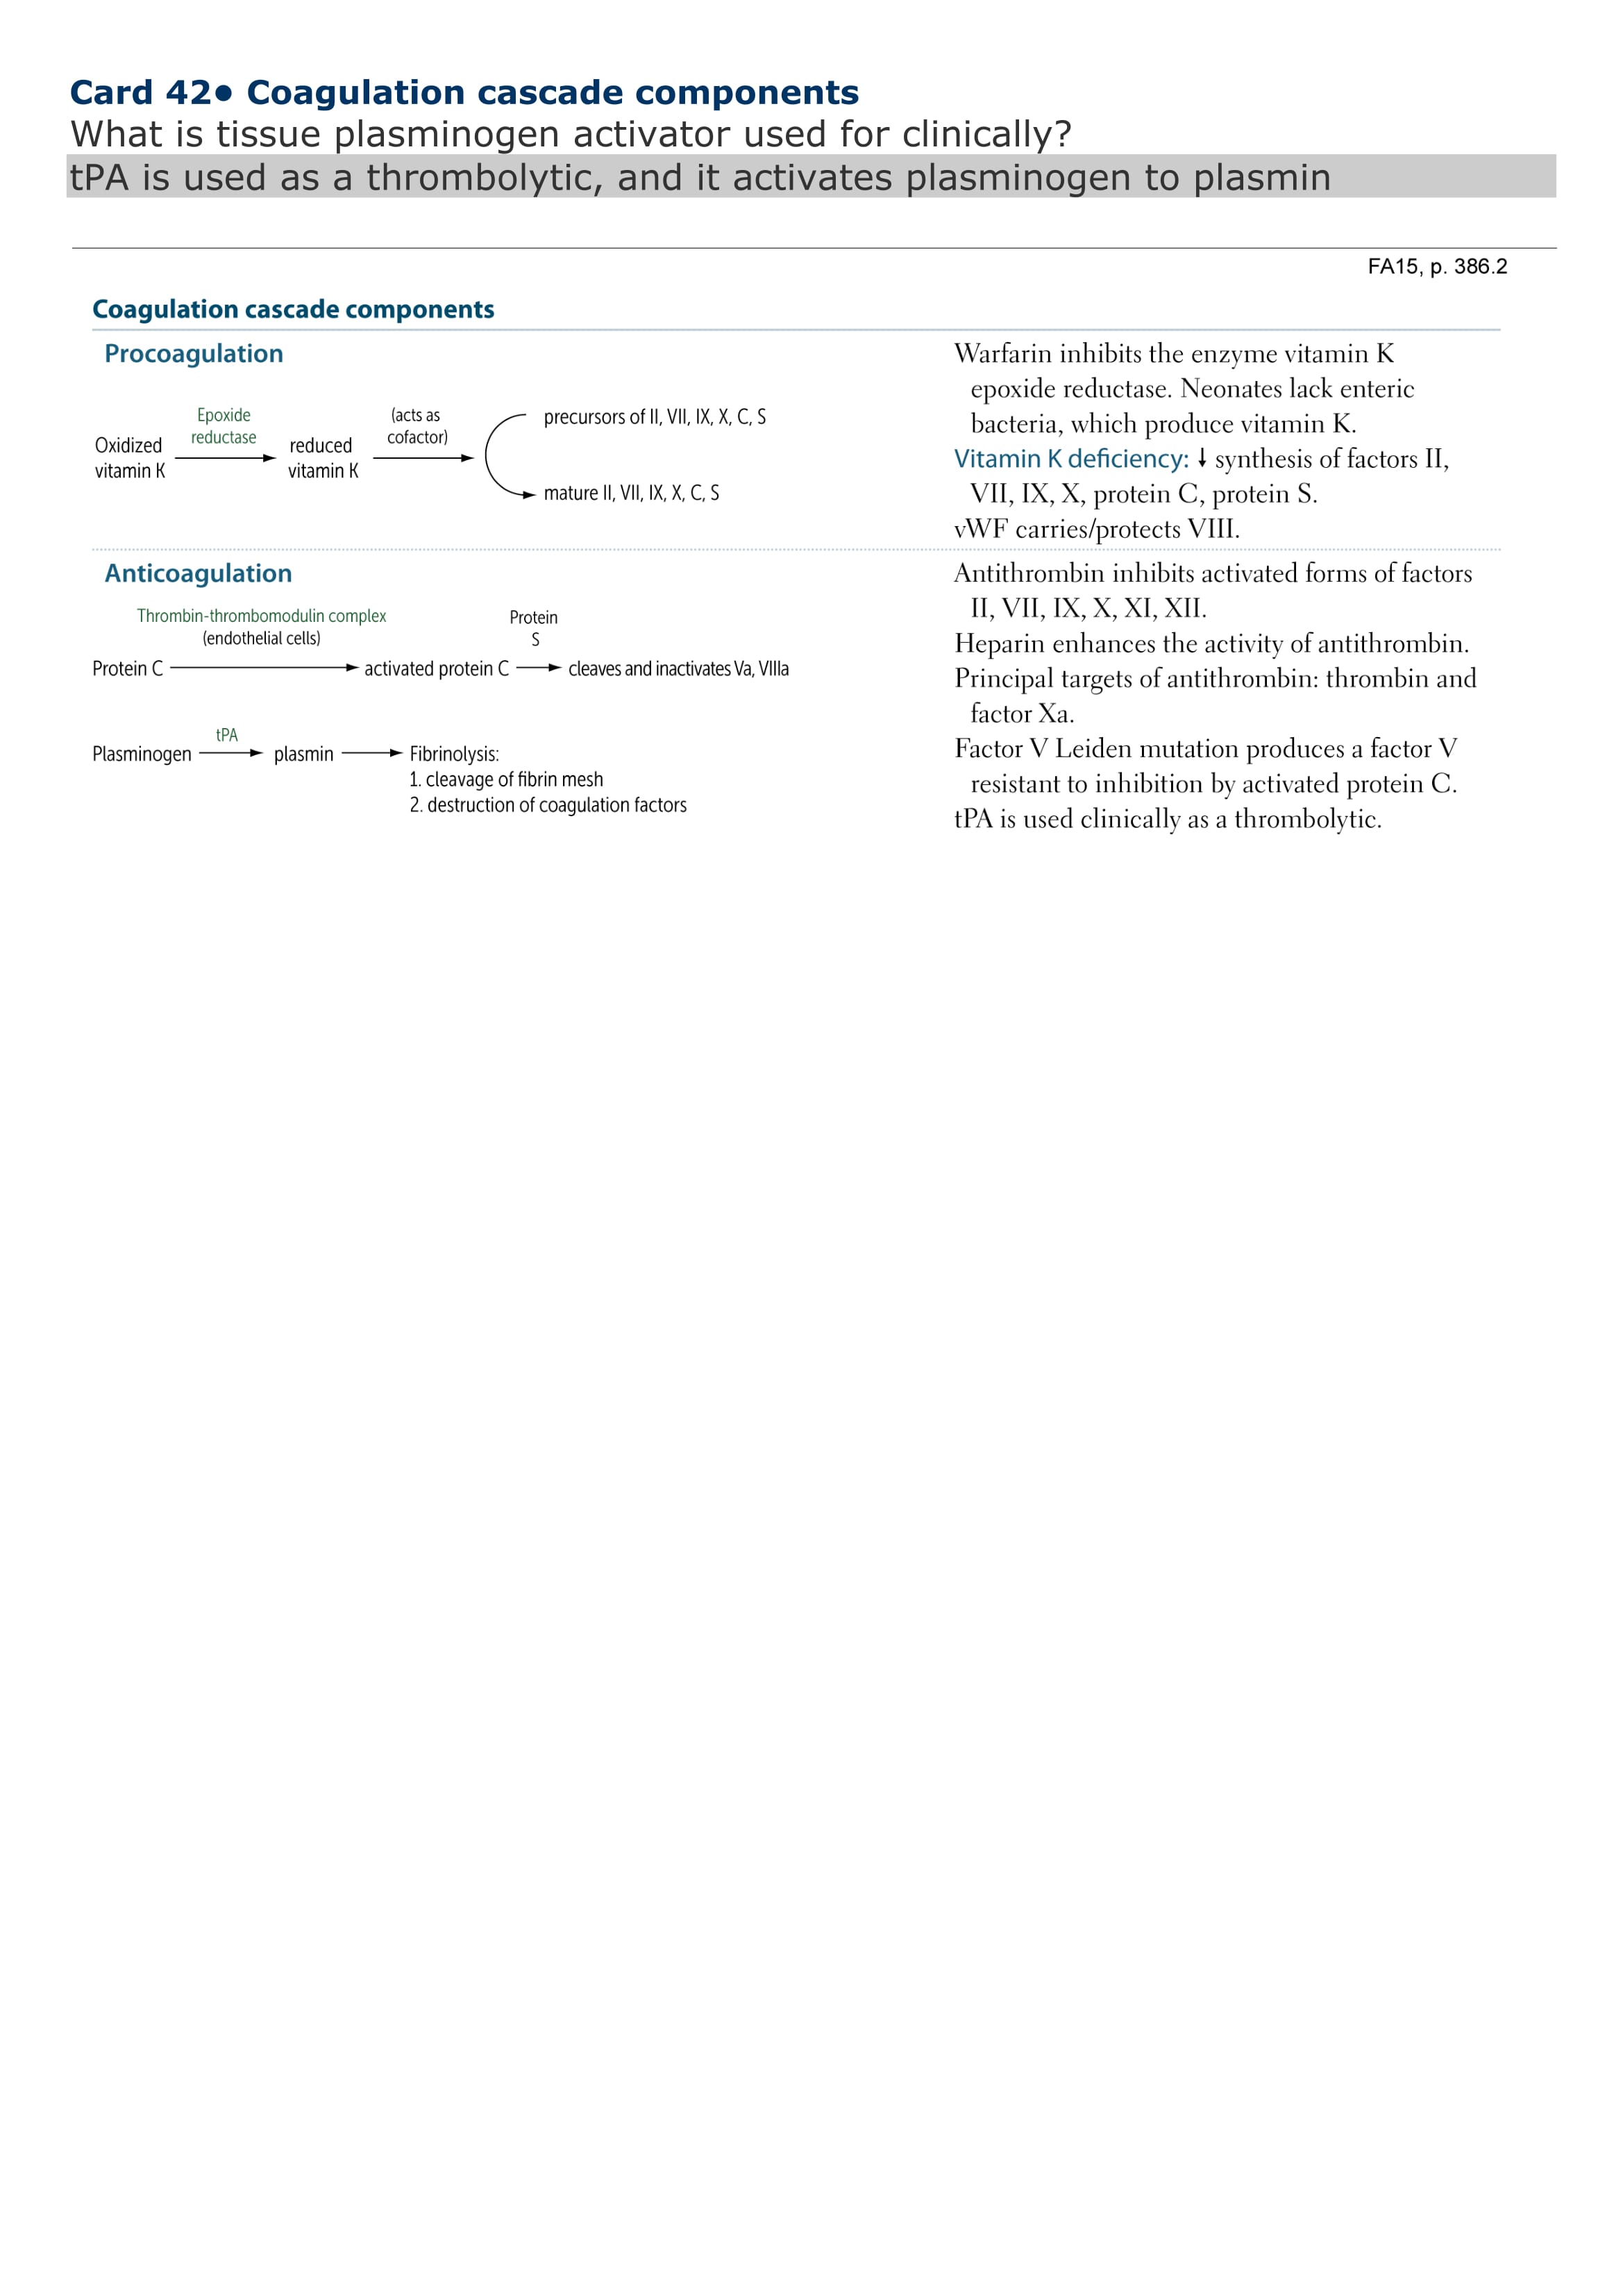 Card 42● Coagulation cascade components
What is tissue plasminogen activator used for clinically?
tPA is used as a thrombolytic, and it activates plasminogen to plasmin
FA15, p. 386.2
Coagulation cascade components
Procoagulation
Oxidized
vitamin K
Epoxide
reductase
reduced
vitamin K
(acts as
cofactor)
precursors of II, VII, IX, X, C, S
mature II, VII, IX, X, C, S
Warfarin inhibits the enzyme vitamin K
epoxide reductase. Neonates lack enteric
bacteria, which produce vitamin K.
Vitamin K deficiency: ↓ synthesis of factors II,
VII, IX, X, protein C, protein S.
vWF carries/protects VIII.
Anticoagulation
Thrombin-thrombomodulin complex
(endothelial cells)
Protein
S
Protein C → activated protein C → cleaves and inactivates Va, VIIIa
tPA
Plasminogen → plasmin → Fibrinolysis:
1. cleavage of fibrin mesh
2. destruction of coagulation factors
Antithrombin inhibits activated forms of factors
II, VII, IX, X, XI, XII.
Heparin enhances the activity of antithrombin.
Principal targets of antithrombin: thrombin and
factor Xa.
Factor V Leiden mutation produces a factor V
resistant to inhibition by activated protein C.
tPA is used clinically as a thrombolytic.